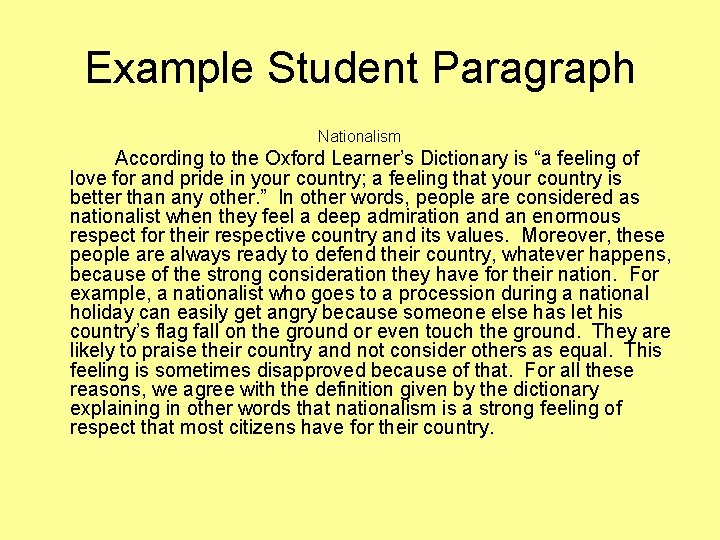 Example Student Paragraph
Nationalism
According to the Oxford Learner’s Dictionary is “a feeling of
love for and pride in your country; a feeling that your country is
better than any other. ” In other words, people are considered as
nationalist when they feel a deep admiration and an enormous
respect for their respective country and its values. Moreover, these
people are always ready to defend their country, whatever happens,
because of the strong consideration they have for their nation. For
example, a nationalist who goes to a procession during a national
holiday can easily get angry because someone else has let his
country’s flag fall on the ground or even touch the ground. They are
likely to praise their country and not consider others as equal. This
feeling is sometimes disapproved because of that. For all these
reasons, we agree with the definition given by the dictionary
explaining in other words that nationalism is a strong feeling of
respect that most citizens have for their country.